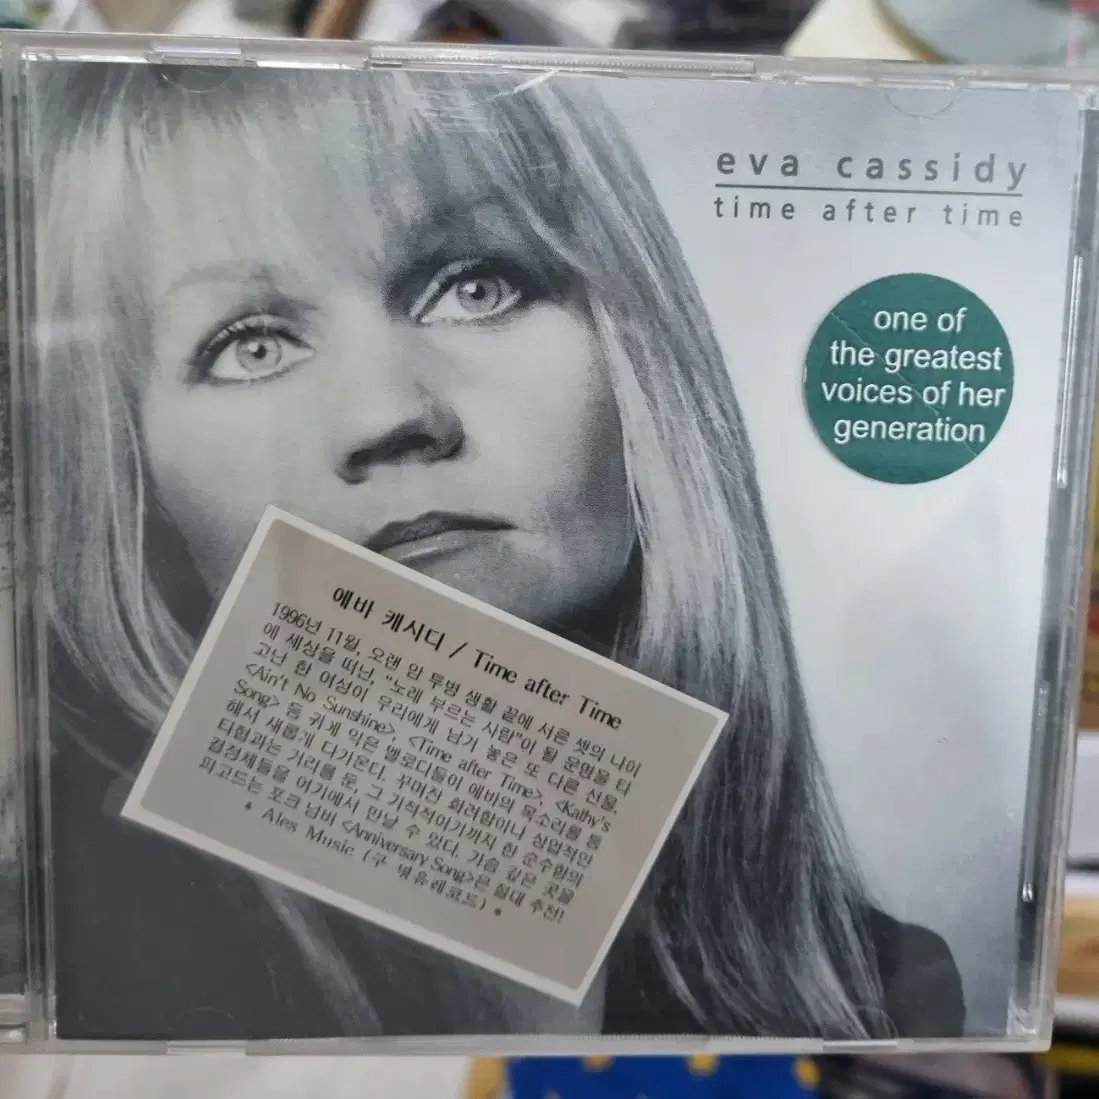 eva cassidy
time after time
one of
the greatest
voices of her
generation
에바 캐시디 / Time after Time
1996년 11월, 오랜 암 투병 생활 끝에 서른 셋의 나이
에 세상을 떠난, "노래 부르는 사람"이 될 운명을 타
고난 한 여성이 우리에게 남기 놓은 또 다른 선물,
<Ain't No Sunshine>, <Time after Time>, <Kathy's
Song> 등 귀게 익은 멜로디들이 에바의 목소리를 통
해서 새롭게 다기온다. 꾸며진 화려함이나 상업적인
타협과는 거리를 둔, 그 기적적이기까지 한 순수함의
결정체들을 여기에서 만날 수 있다. 가슴 깊은 곳을
파고드는 포크 넘버 <Anniversary Song>은 절대 추천!
* Ales Music (구 넷음레코드) *